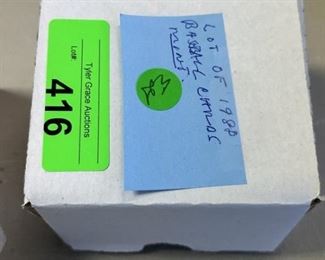 Tyler Grace Auctions
Lot#:
416
LOT OF 1988
BASEBALL CARDS
MINT